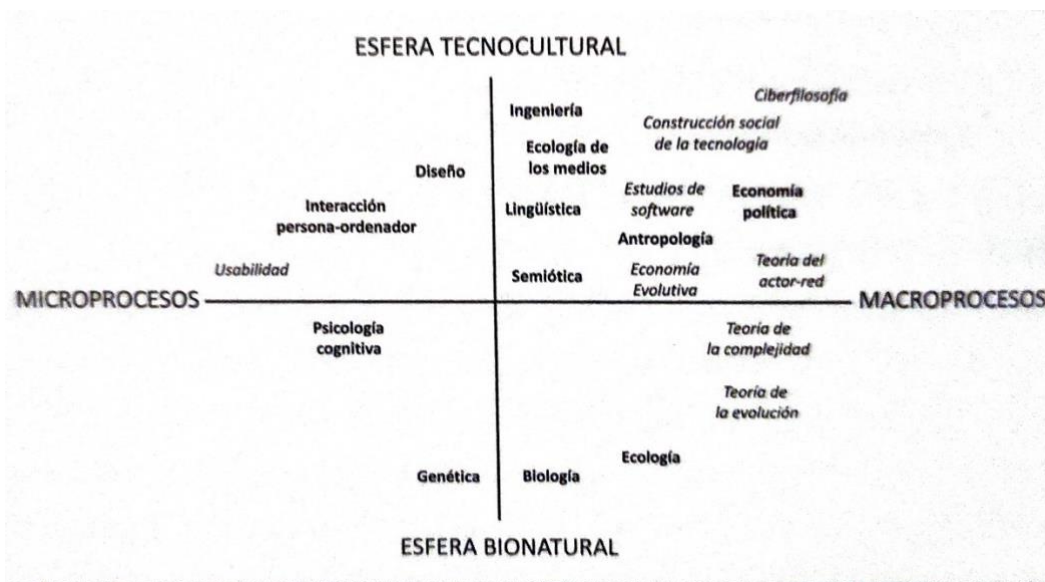 ESFERA TECNOCULTURAL
Ciberfilosofía
Ingeniería
Construcción social
de la tecnología
Ecología de
los medios
Diseño
Estudios de
software
Economía
política
Interacción
persona-ordenador
Lingüística
Antropología
Usabilidad
Semiótica
Economía
Evolutiva
Teoría del
actor-red
MICROPROCESOS
MACROPROCESOS
Psicología
cognitiva
Teoría de
la complejidad
Teoría de
la evolución
Ecología
Genética
Biología
ESFERA BIONATURAL